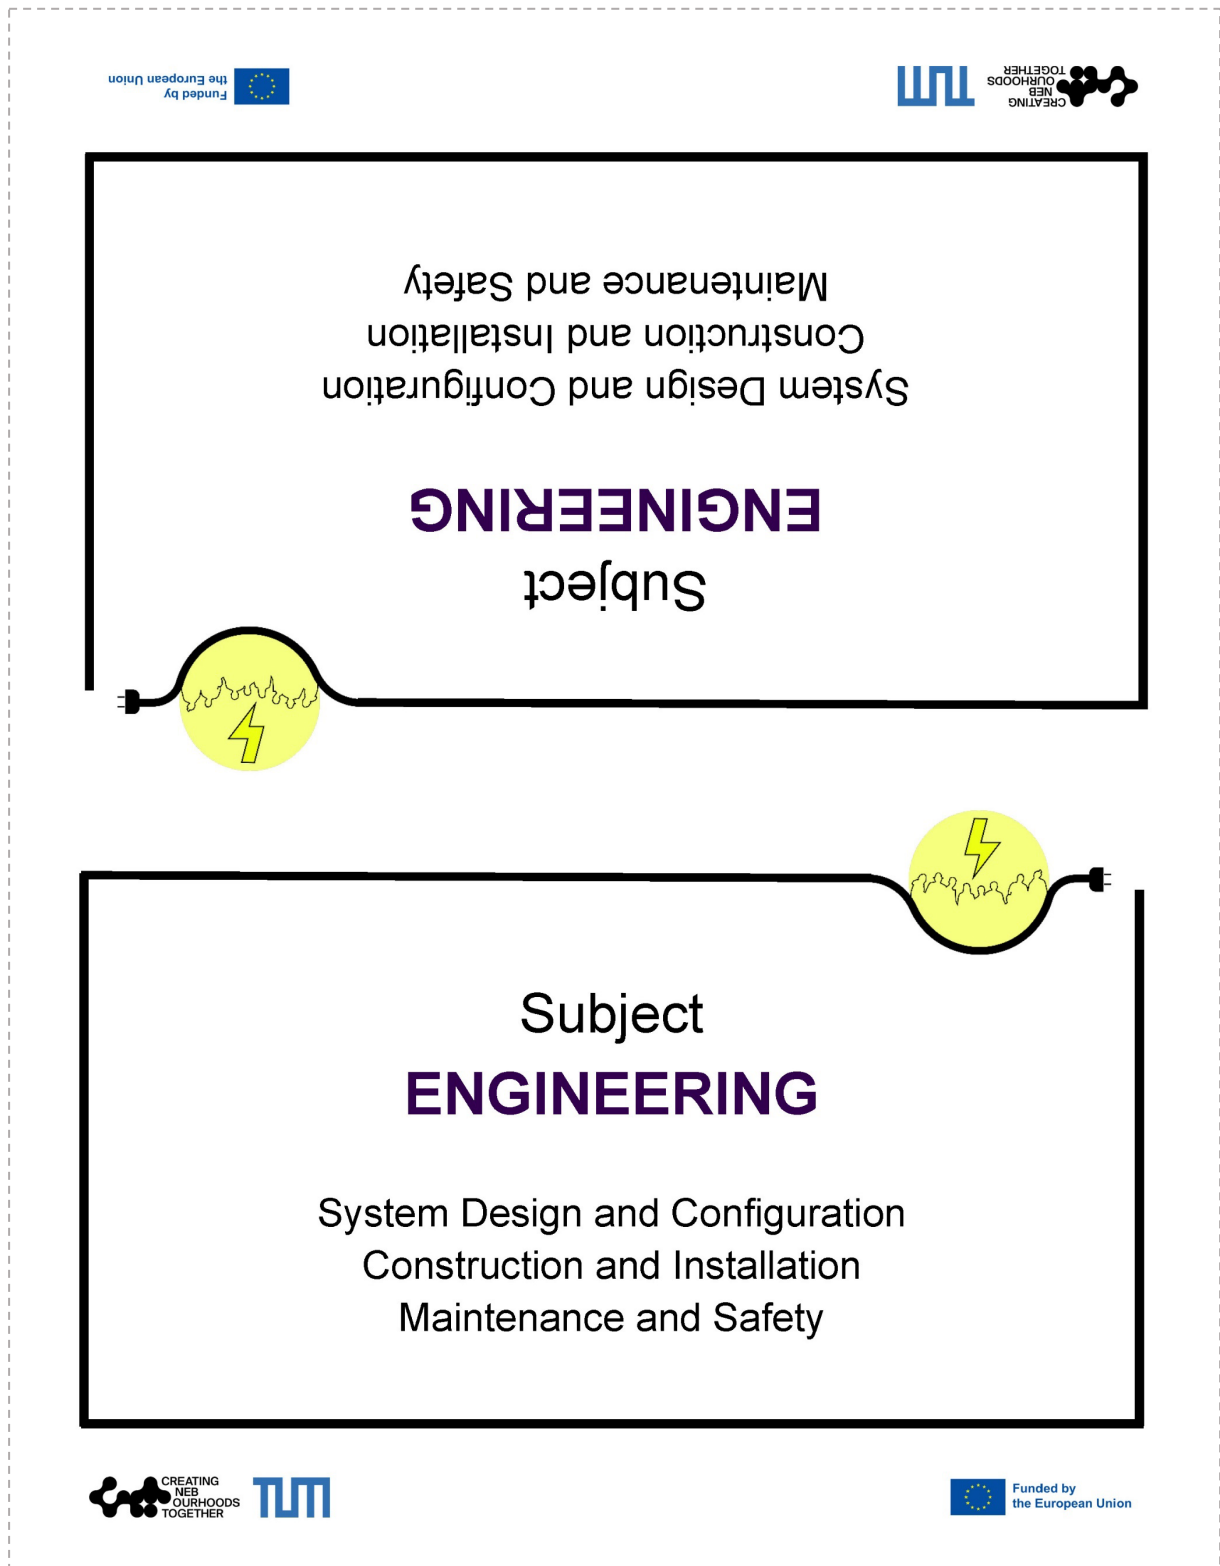 Funded by
the European Union
CREATING
NEB
OURHOODS
TOGETHER
TUM
Subject
ENGINEERING
System Design and Configuration
Construction and Installation
Maintenance and Safety
Subject
ENGINEERING
System Design and Configuration
Construction and Installation
Maintenance and Safety
CREATING
NEB
OURHOODS
TOGETHER
TUM
Funded by
the European Union